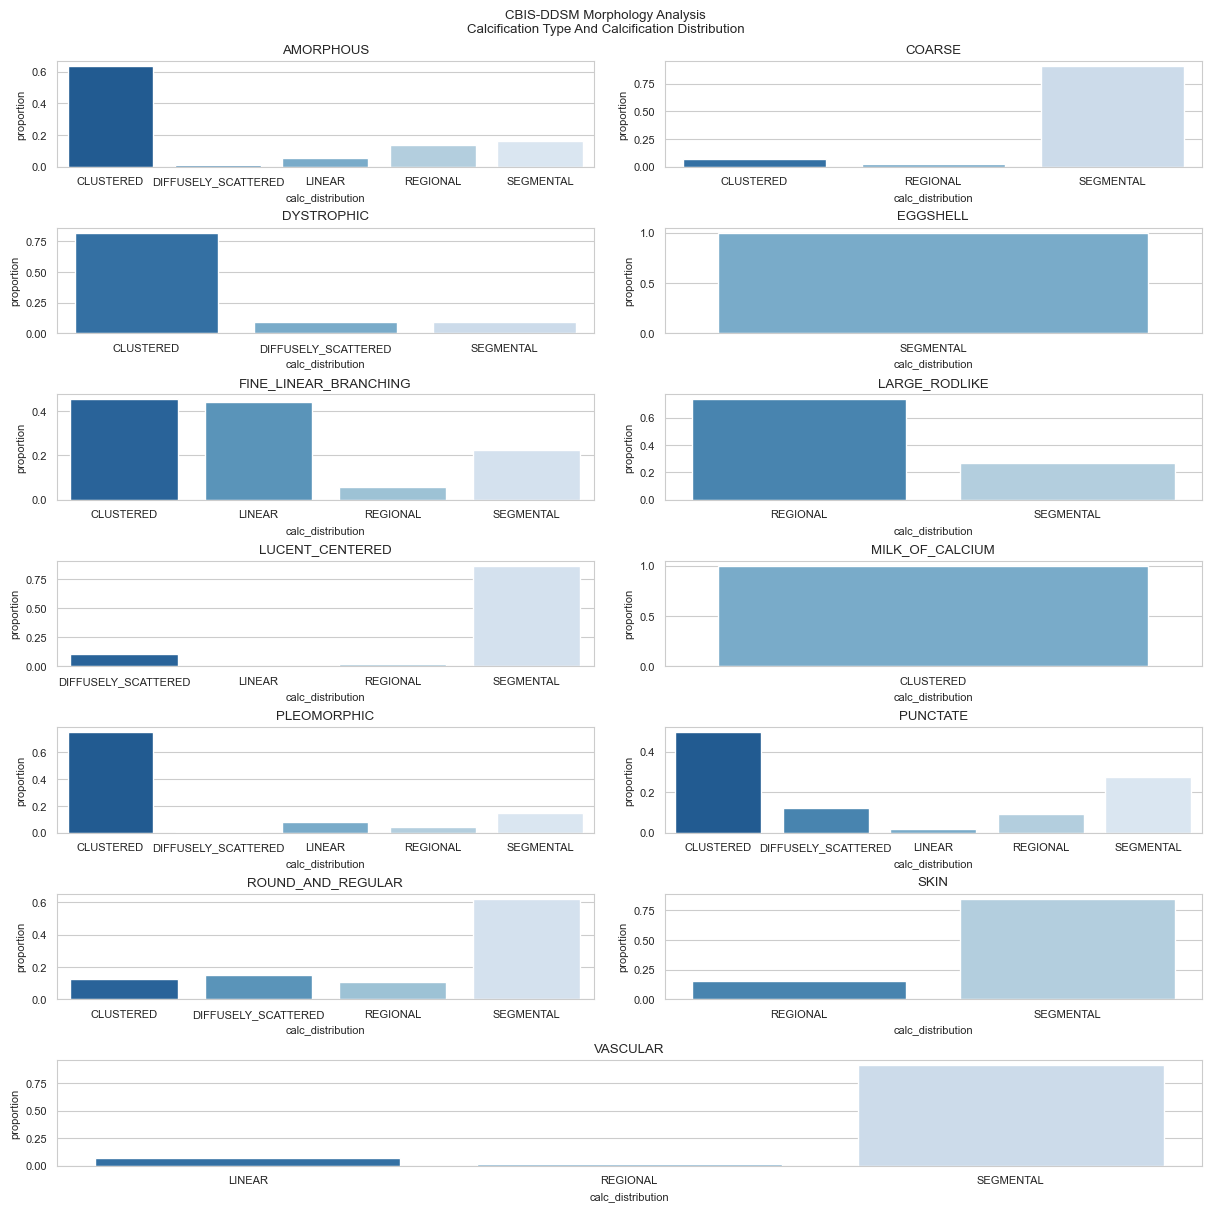 CBIS-DDSM Morphology Analysis
Calcification Type And Calcification Distribution
AMORPHOUS
proportion
0.6
0.4
0.2
0.0
CLUSTERED DIFFUSELY_SCATTERED LINEAR REGIONAL SEGMENTAL
calc_distribution
COARSE
proportion
0.75
0.50
0.25
0.00
CLUSTERED REGIONAL SEGMENTAL
calc_distribution
DYSTROPHIC
proportion
0.75
0.50
0.25
0.00
CLUSTERED DIFFUSELY_SCATTERED SEGMENTAL
calc_distribution
EGGSHELL
proportion
1.0
0.5
0.0
SEGMENTAL
calc_distribution
FINE_LINEAR_BRANCHING
proportion
0.4
0.2
0.0
CLUSTERED LINEAR REGIONAL SEGMENTAL
calc_distribution
LARGE_RODLIKE
proportion
0.6
0.4
0.2
0.0
REGIONAL SEGMENTAL
calc_distribution
LUCENT_CENTERED
proportion
0.75
0.50
0.25
0.00
DIFFUSELY_SCATTERED LINEAR REGIONAL SEGMENTAL
calc_distribution
MILK_OF_CALCIUM
proportion
1.0
0.5
0.0
CLUSTERED
calc_distribution
PLEOMORPHIC
proportion
0.6
0.4
0.2
0.0
CLUSTERED DIFFUSELY_SCATTERED LINEAR REGIONAL SEGMENTAL
calc_distribution
PUNCTATE
proportion
0.4
0.2
0.0
CLUSTERED DIFFUSELY_SCATTERED LINEAR REGIONAL SEGMENTAL
calc_distribution
ROUND_AND_REGULAR
proportion
0.6
0.4
0.2
0.0
CLUSTERED DIFFUSELY_SCATTERED REGIONAL SEGMENTAL
calc_distribution
SKIN
proportion
0.75
0.50
0.25
0.00
REGIONAL SEGMENTAL
calc_distribution
VASCULAR
proportion
0.75
0.50
0.25
0.00
LINEAR REGIONAL SEGMENTAL
calc_distribution